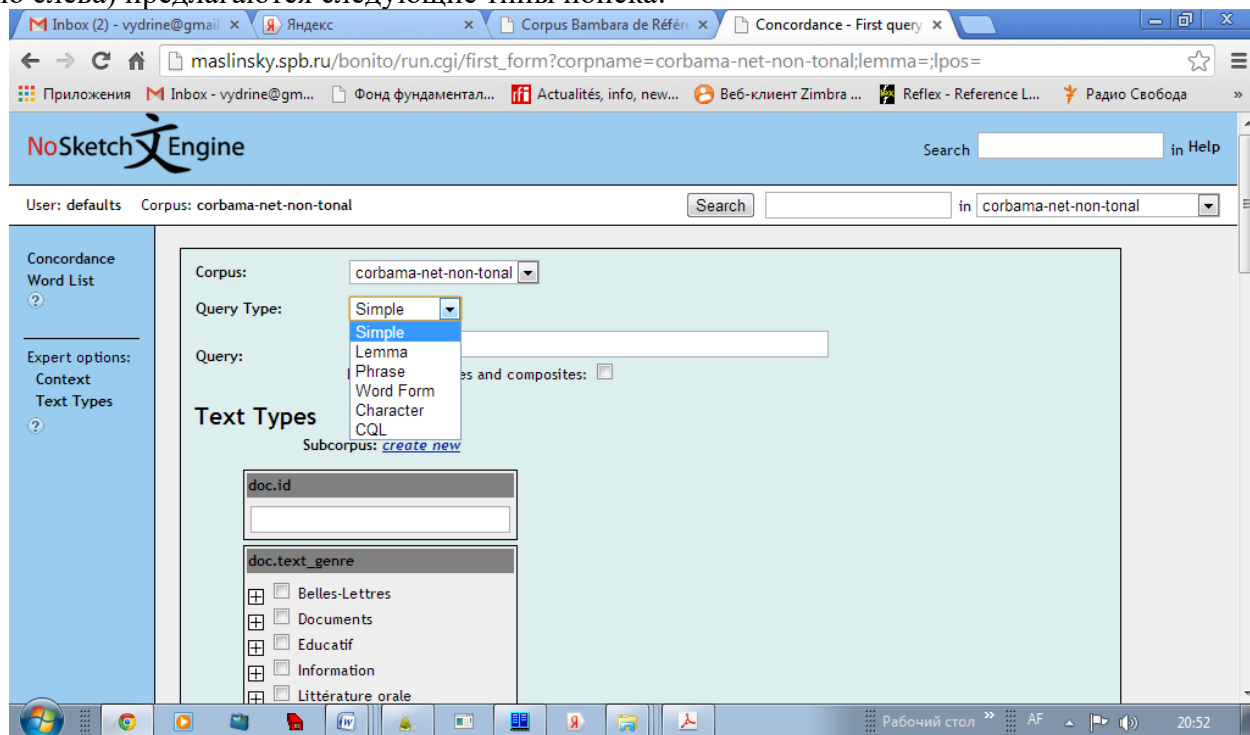 слева) предлагаются следующие типы поиска:
Inbox (2) - vydrine@gmail × Яндекс × Corpus Bambara de Référ × Concordance - First query ×
maslinsky.spb.ru/bonito/run.cgi/first_form?corpname=corbama-net-non-tonal;lemma=;lpos=
Приложения Inbox - vydrine@gm... Фонд фундаментал... Actualités, info, new... Веб-клиент Zimbra ... Reflex - Reference L... Радио Свобода »
NoSketch Engine Search in Help
User: defaults Corpus: corbama-net-non-tonal Search in corbama-net-non-tonal
Concordance
Word List
?
Expert options:
Context
Text Types
?
Corpus: corbama-net-non-tonal
Query Type: Simple
Simple
Lemma
Phrase
Word Form
Character
CQL
Query:
es and composites:
Text Types
Subcorpus: create new
doc.id
doc.text_genre
Belles-Lettres
Documents
Educatif
Information
Littérature orale
Рабочий стол » AF 20:52